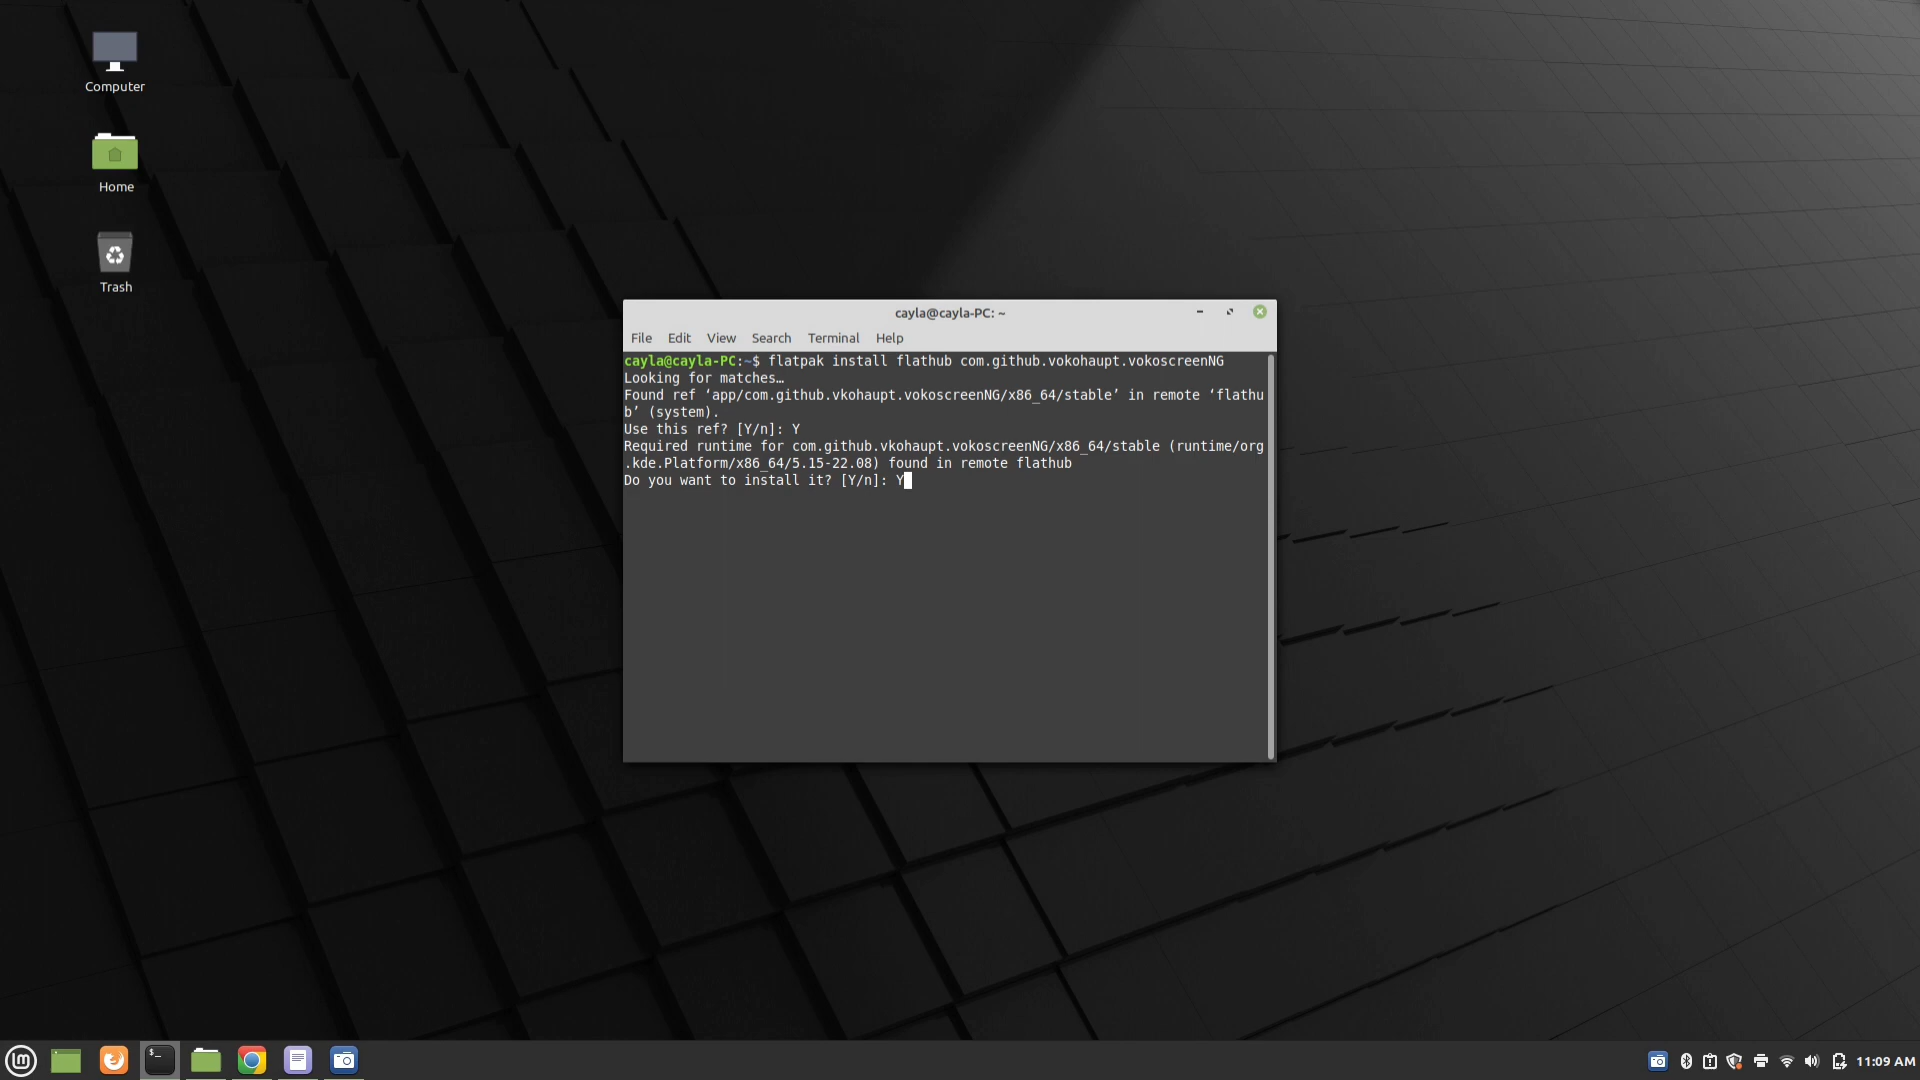 Computer
Home
Trash
cayla@cayla-PC: ~
File Edit View Search Terminal Help
cayla@cayla-PC:~$ flatpak install flathub com.github.vokohaupt.vokoscreenNG
Looking for matches…
Found ref ‘app/com.github.vkohaupt.vokoscreenNG/x86_64/stable’ in remote ‘flathu
b’ (system).
Use this ref? [Y/n]: Y
Required runtime for com.github.vkohaupt.vokoscreenNG/x86_64/stable (runtime/org
.kde.Platform/x86_64/5.15-22.08) found in remote flathub
Do you want to install it? [Y/n]: Y
11:09 AM